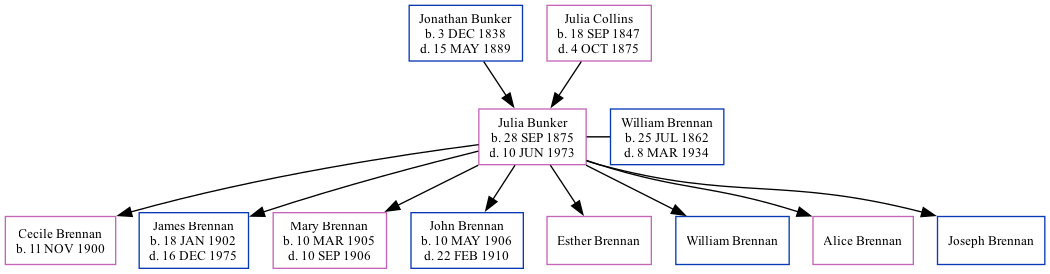 Jonathan Bunker
b. 3 DEC 1838
d. 15 MAY 1889
Julia Collins
b. 18 SEP 1847
d. 4 OCT 1875
Julia Bunker
b. 28 SEP 1875
d. 10 JUN 1973
William Brennan
b. 25 JUL 1862
d. 8 MAR 1934
Cecile Brennan
b. 11 NOV 1900
James Brennan
b. 18 JAN 1902
d. 16 DEC 1975
Mary Brennan
b. 10 MAR 1905
d. 10 SEP 1906
John Brennan
b. 10 MAY 1906
d. 22 FEB 1910
Esther Brennan
William Brennan
Alice Brennan
Joseph Brennan